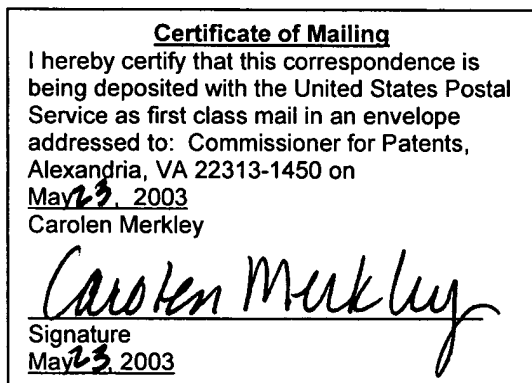 Certificate of Mailing
I hereby certify that this correspondence is
being deposited with the United States Postal
Service as first class mail in an envelope
addressed to: Commissioner for Patents,
Alexandria, VA 22313-1450 on
May 23, 2003
Carolen Merkley
Carolen Merkley
Signature
May 23, 2003